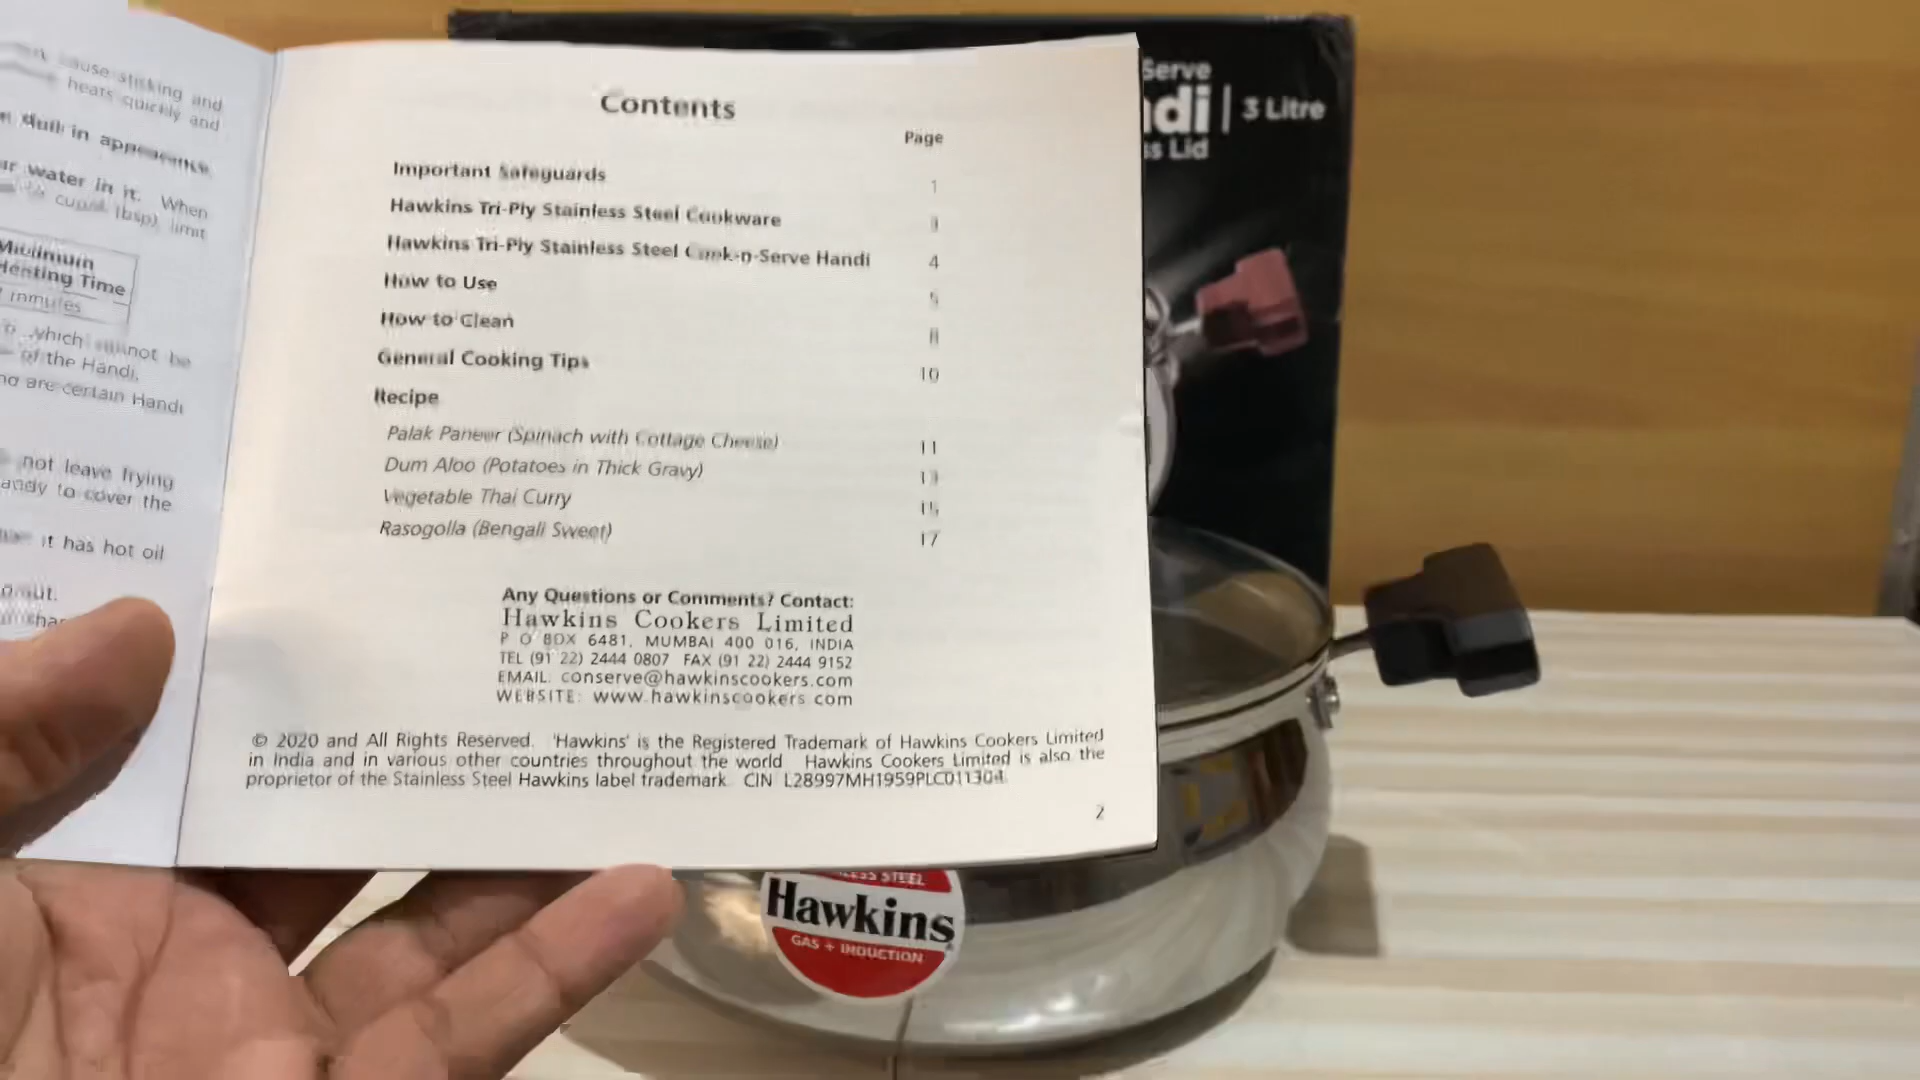 cause sticking and
heats quickly and
dull in appearance.
water in it. When
cup limit
Minimum
Heating Time
minutes
which cannot be
of the Handi.
are certain Handi
not leave frying
to cover the
it has hot oil
Contents
Page
Important Safeguards 1
Hawkins Tri-Ply Stainless Steel Cookware 3
Hawkins Tri-Ply Stainless Steel Cook-n-Serve Handi 4
How to Use 5
How to Clean 8
General Cooking Tips 10
Recipe
Palak Paneer (Spinach with Cottage Cheese) 11
Dum Aloo (Potatoes in Thick Gravy) 13
Vegetable Thai Curry 15
Rasogolla (Bengali Sweet) 17
Any Questions or Comments? Contact:
Hawkins Cookers Limited
P O BOX 6481, MUMBAI 400 016, INDIA
TEL (91 22) 2444 0807 FAX (91 22) 2444 9152
EMAIL: conserve@hawkinscookers.com
WEBSITE: www.hawkinscookers.com
© 2020 and All Rights Reserved. 'Hawkins' is the Registered Trademark of Hawkins Cookers Limited
in India and in various other countries throughout the world Hawkins Cookers Limited is also the
proprietor of the Stainless Steel Hawkins label trademark. CIN L28997MH1959PLC011304
2
Serve
di | 3 Litre
ss Lid
STEEL
Hawkins
GAS + INDUCTION